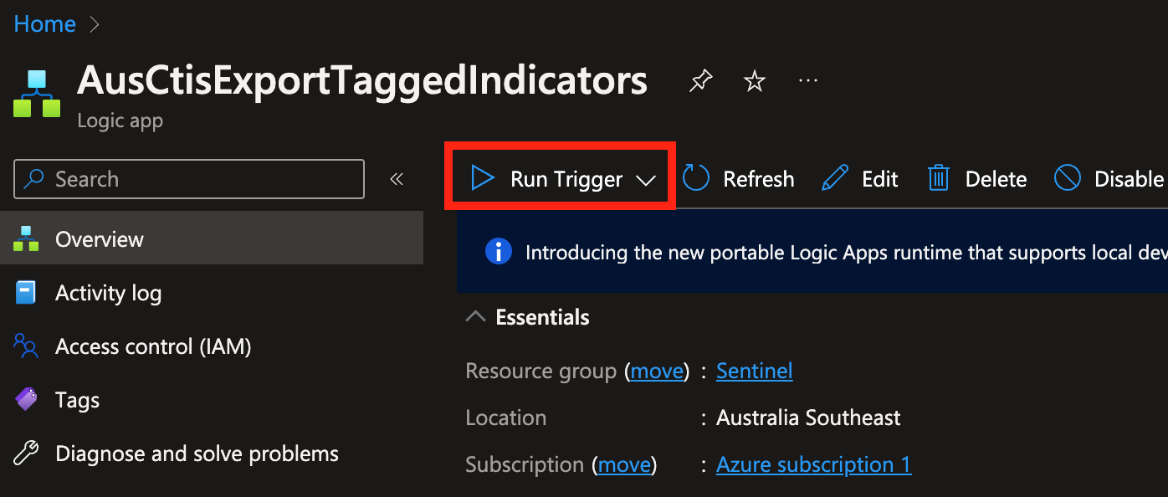 Home >
AusCtisExportTaggedIndicators
Logic app
Search
Run Trigger
Refresh
Edit
Delete
Disable
Overview
Introducing the new portable Logic Apps runtime that supports local dev
Activity log
Essentials
Access control (IAM)
Resource group (move) : Sentinel
Tags
Location : Australia Southeast
Diagnose and solve problems
Subscription (move) : Azure subscription 1